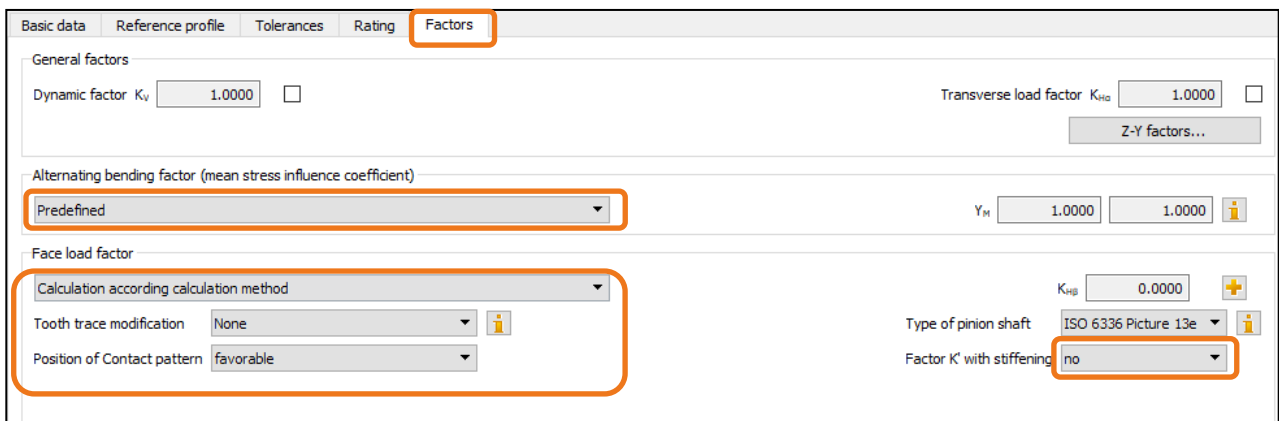 Basic data Reference profile Tolerances Rating Factors
General factors
Dynamic factor Kᵥ 1.0000 Transverse load factor K_Hα 1.0000
Z-Y factors...
Alternating bending factor (mean stress influence coefficient)
Predefined Y_M 1.0000 1.0000
Face load factor
Calculation according calculation method K_Hβ 0.0000
Tooth trace modification None Type of pinion shaft ISO 6336 Picture 13e
Position of Contact pattern favorable Factor K' with stiffening no